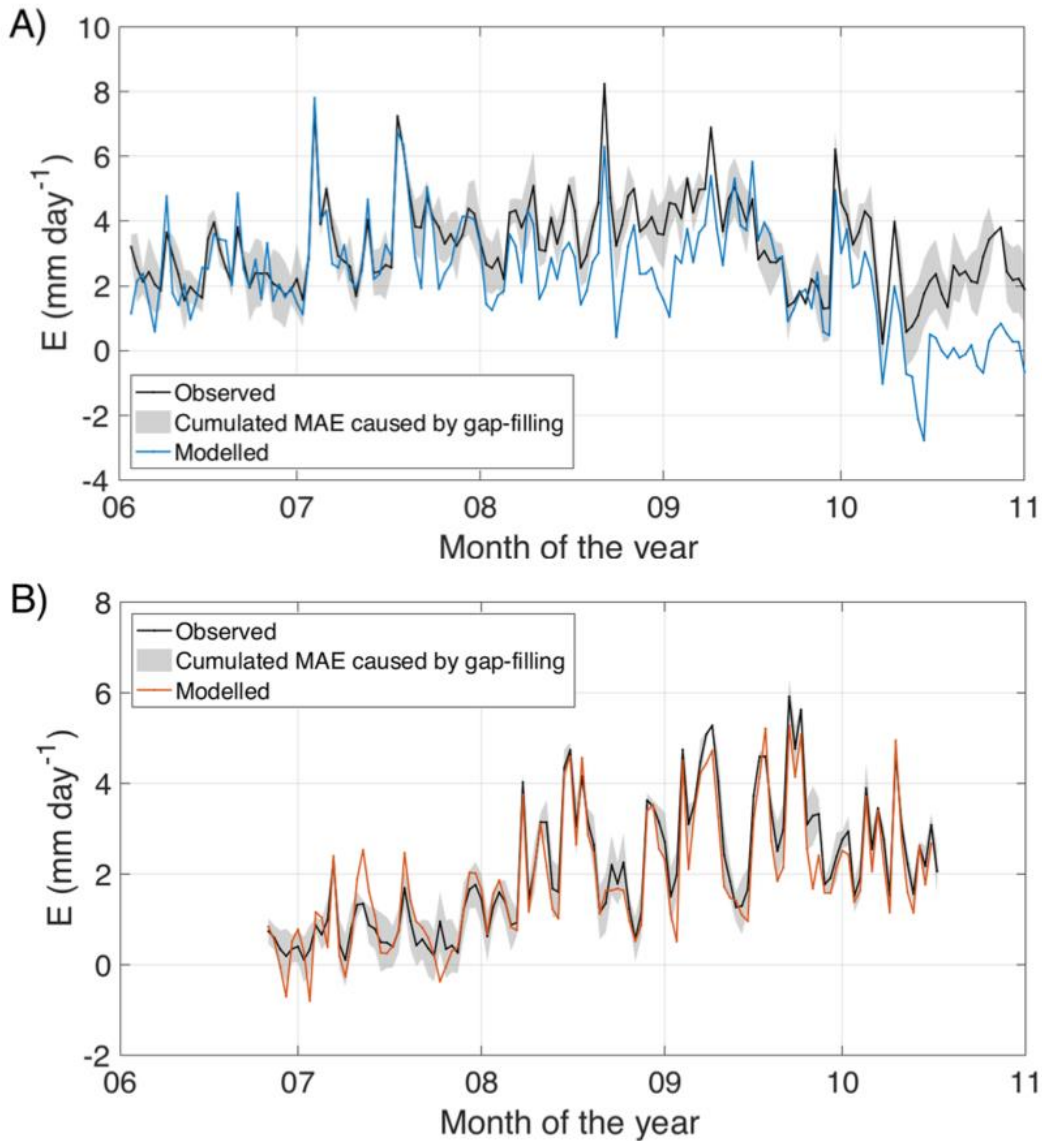 A)
10
8
6
4
2
0
-2
-4
E (mm day⁻¹)
Observed
Cumulated MAE caused by gap-filling
Modelled
06 07 08 09 10 11
Month of the year
B)
8
6
4
2
0
-2
E (mm day⁻¹)
Observed
Cumulated MAE caused by gap-filling
Modelled
06 07 08 09 10 11
Month of the year